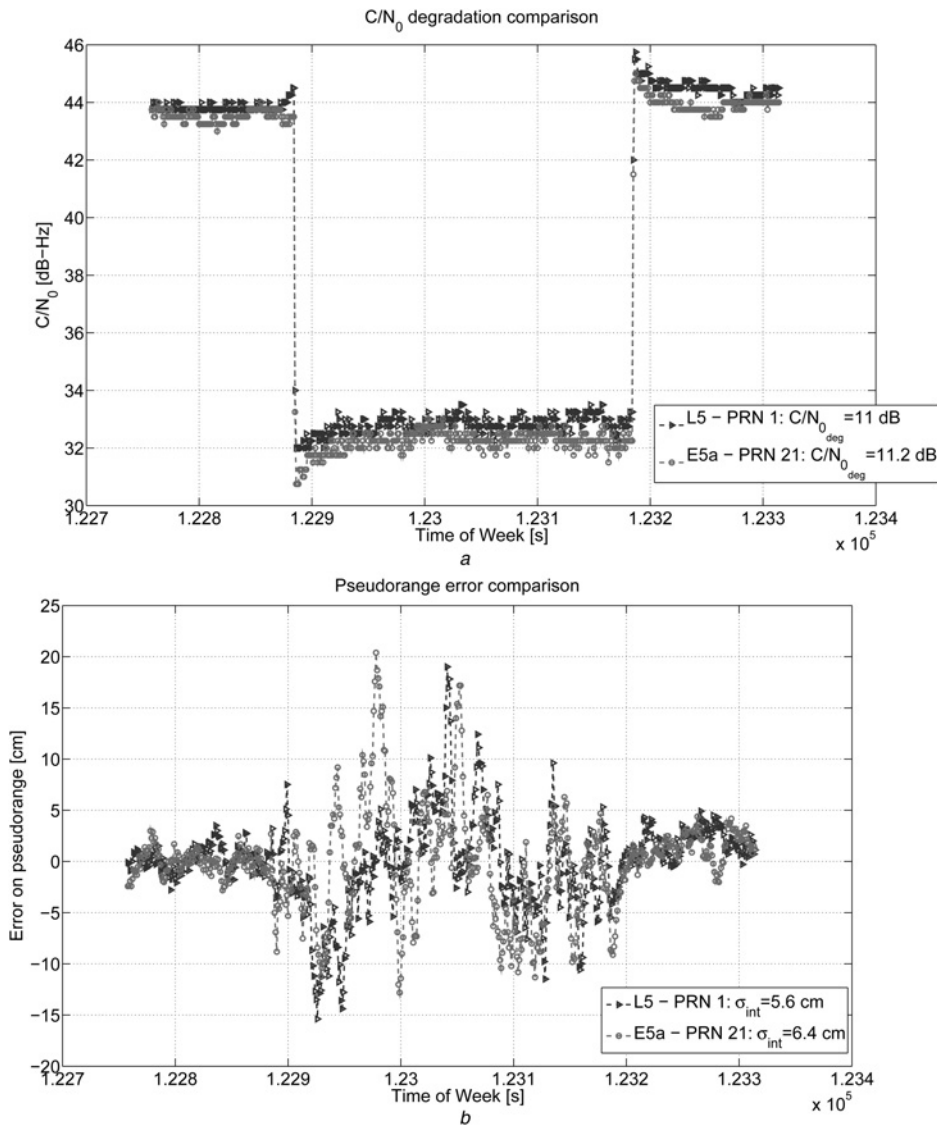 C/N0 degradation comparison
46
44
42
40
38
36
34
32
30
C/N0 [dB−Hz]
L5 − PRN 1: C/N0deg =11 dB
E5a − PRN 21: C/N0deg =11.2 dB
1.227 1.228 1.229 1.23 1.231 1.232 1.233 1.234
Time of Week [s]
x 10^5
a
Pseudorange error comparison
25
20
15
10
5
0
−5
−10
−15
−20
Error on pseudorange [cm]
L5 − PRN 1: σint=5.6 cm
E5a − PRN 21: σint=6.4 cm
1.227 1.228 1.229 1.23 1.231 1.232 1.233 1.234
Time of Week [s]
x 10^5
b